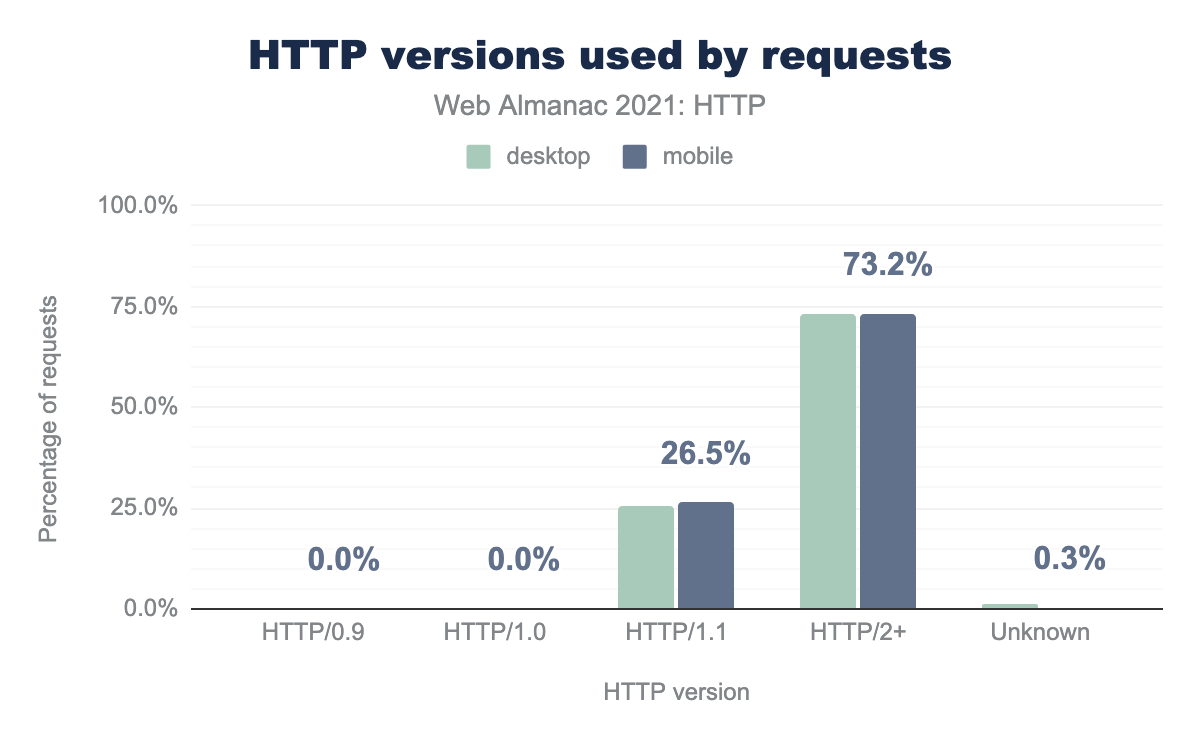 HTTP versions used by requests
Web Almanac 2021: HTTP
desktop mobile
Percentage of requests
100.0%
75.0%
50.0%
25.0%
0.0%
0.0%
0.0%
26.5%
73.2%
0.3%
HTTP/0.9 HTTP/1.0 HTTP/1.1 HTTP/2+ Unknown
HTTP version